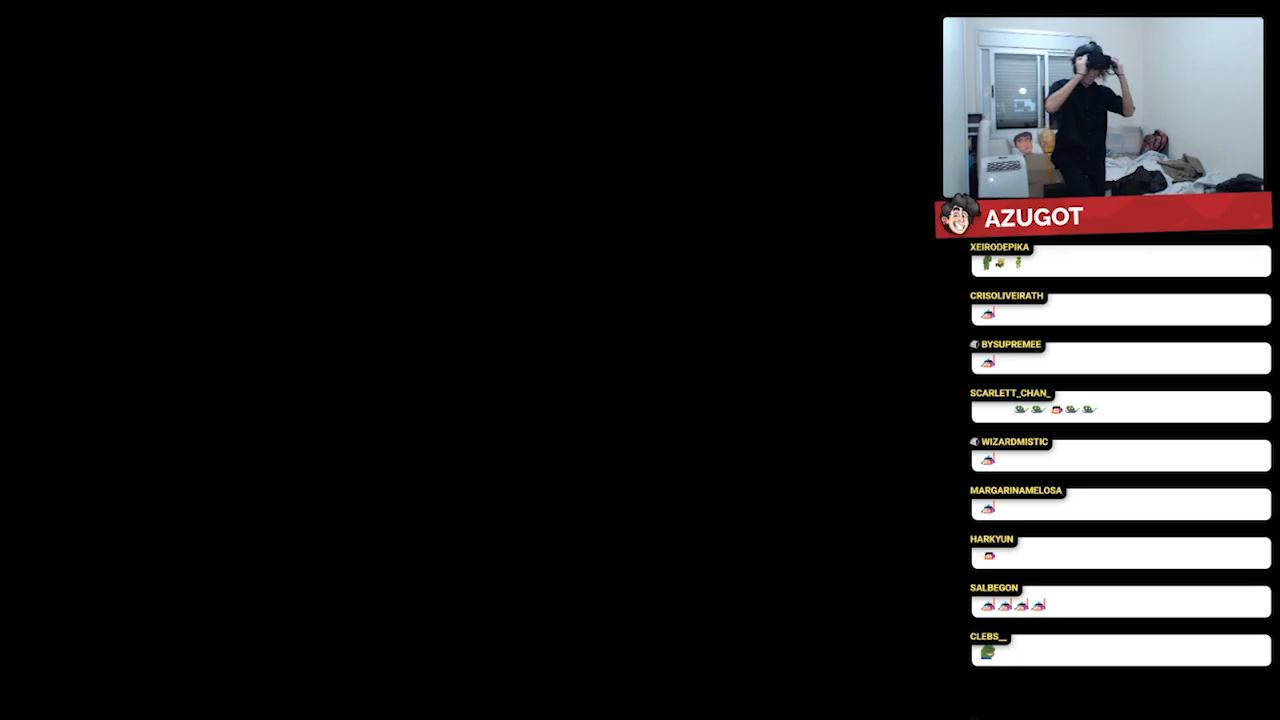 AZUGOT
XEIRODEPIKA
CRISOLIVEIRATH
BYSUPREMEE
SCARLETT_CHAN_
WIZARDMISTIC
MARGARINAMELOSA
HARKYUN
SALBEGON
CLEBS__